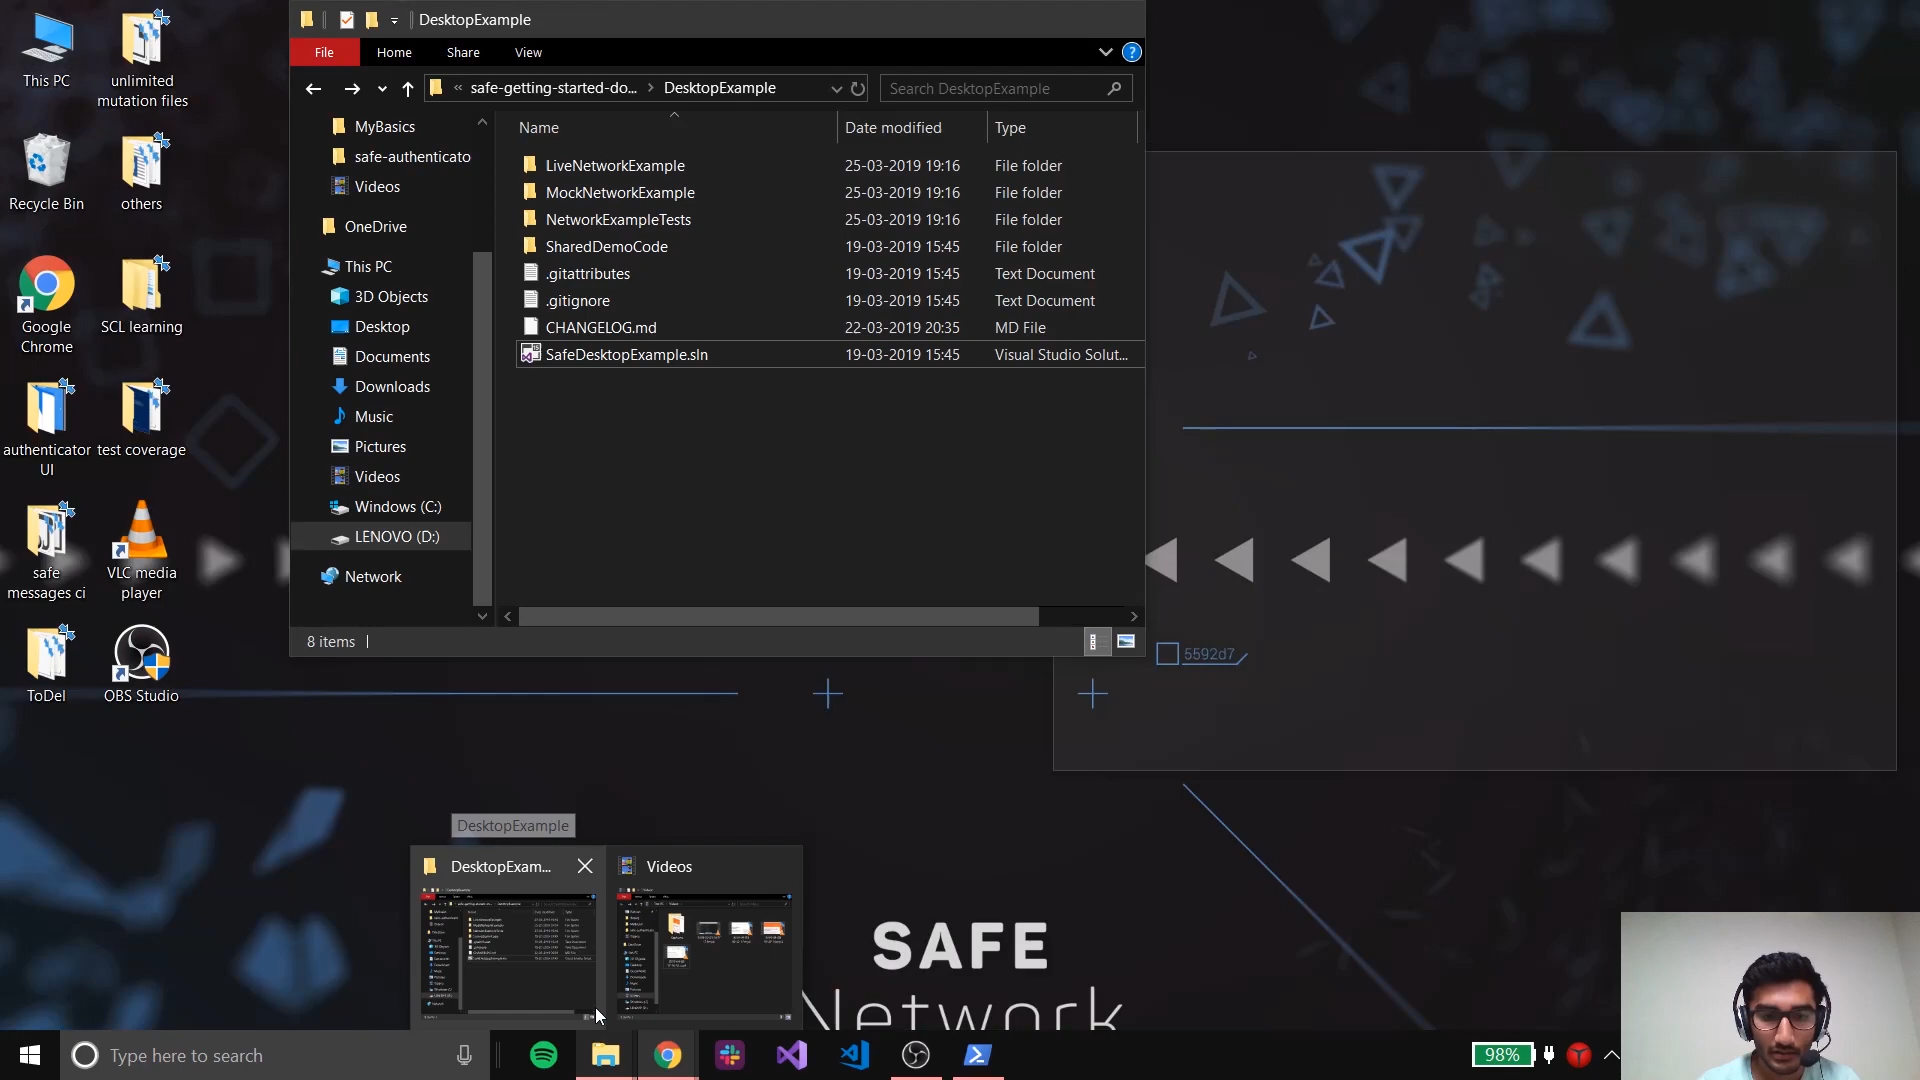 This PC
unlimited
mutation files
Recycle Bin
others
Google
Chrome
SCL learning
authenticator
UI
test coverage
safe
messages ci
VLC media
player
ToDel
OBS Studio
DesktopExample
File
Home
Share
View
?
« safe-getting-started-do... > DesktopExample
Search DesktopExample
MyBasics
safe-authenticato
Videos
OneDrive
This PC
3D Objects
Desktop
Documents
Downloads
Music
Pictures
Videos
Windows (C:)
LENOVO (D:)
Network
Name Date modified Type
LiveNetworkExample 25-03-2019 19:16 File folder
MockNetworkExample 25-03-2019 19:16 File folder
NetworkExampleTests 25-03-2019 19:16 File folder
SharedDemoCode 19-03-2019 15:45 File folder
.gitattributes 19-03-2019 15:45 Text Document
.gitignore 19-03-2019 15:45 Text Document
CHANGELOG.md 22-03-2019 20:35 MD File
SafeDesktopExample.sln 19-03-2019 15:45 Visual Studio Solut...
8 items
5592d7
DesktopExample
DesktopExam...
Videos
SAFE
Network
Type here to search
98%